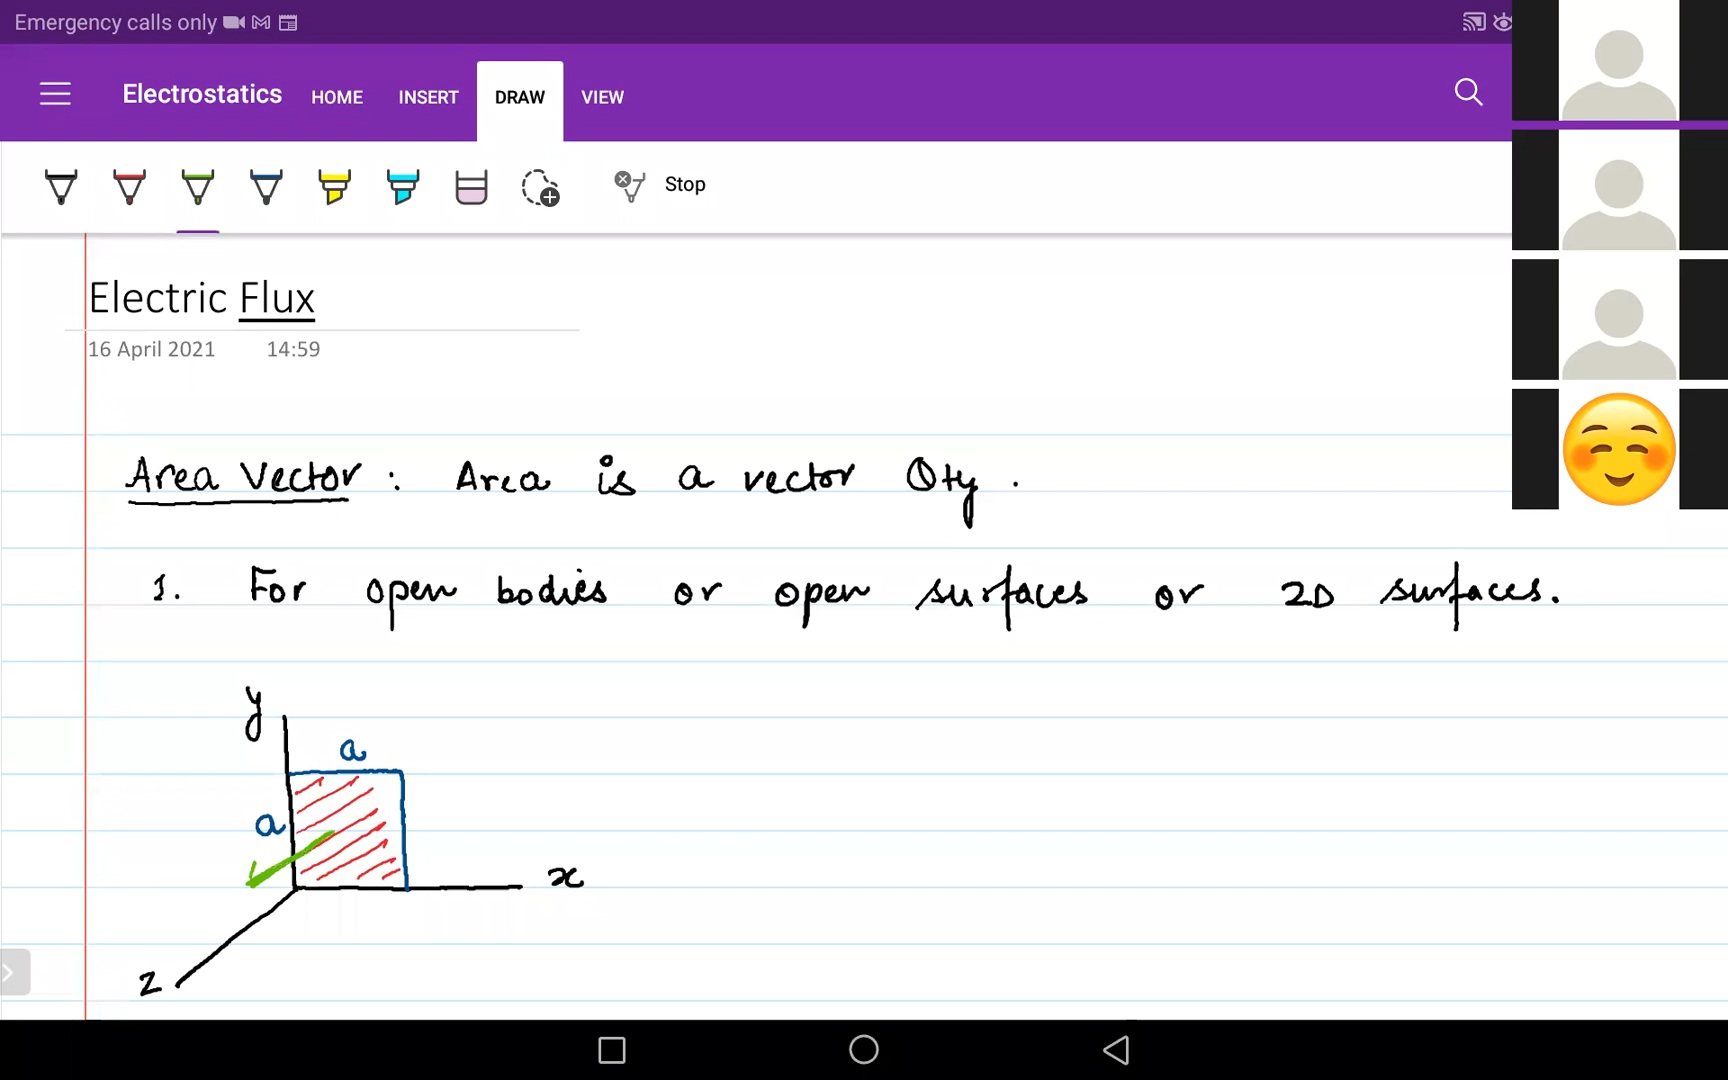 Emergency calls only
Electrostatics HOME INSERT DRAW VIEW
Stop
Electric Flux
16 April 2021 14:59
Area Vector : Area is a vector Qty .
1. For open bodies or open surfaces or 2D surfaces.
y
a
a
x
z